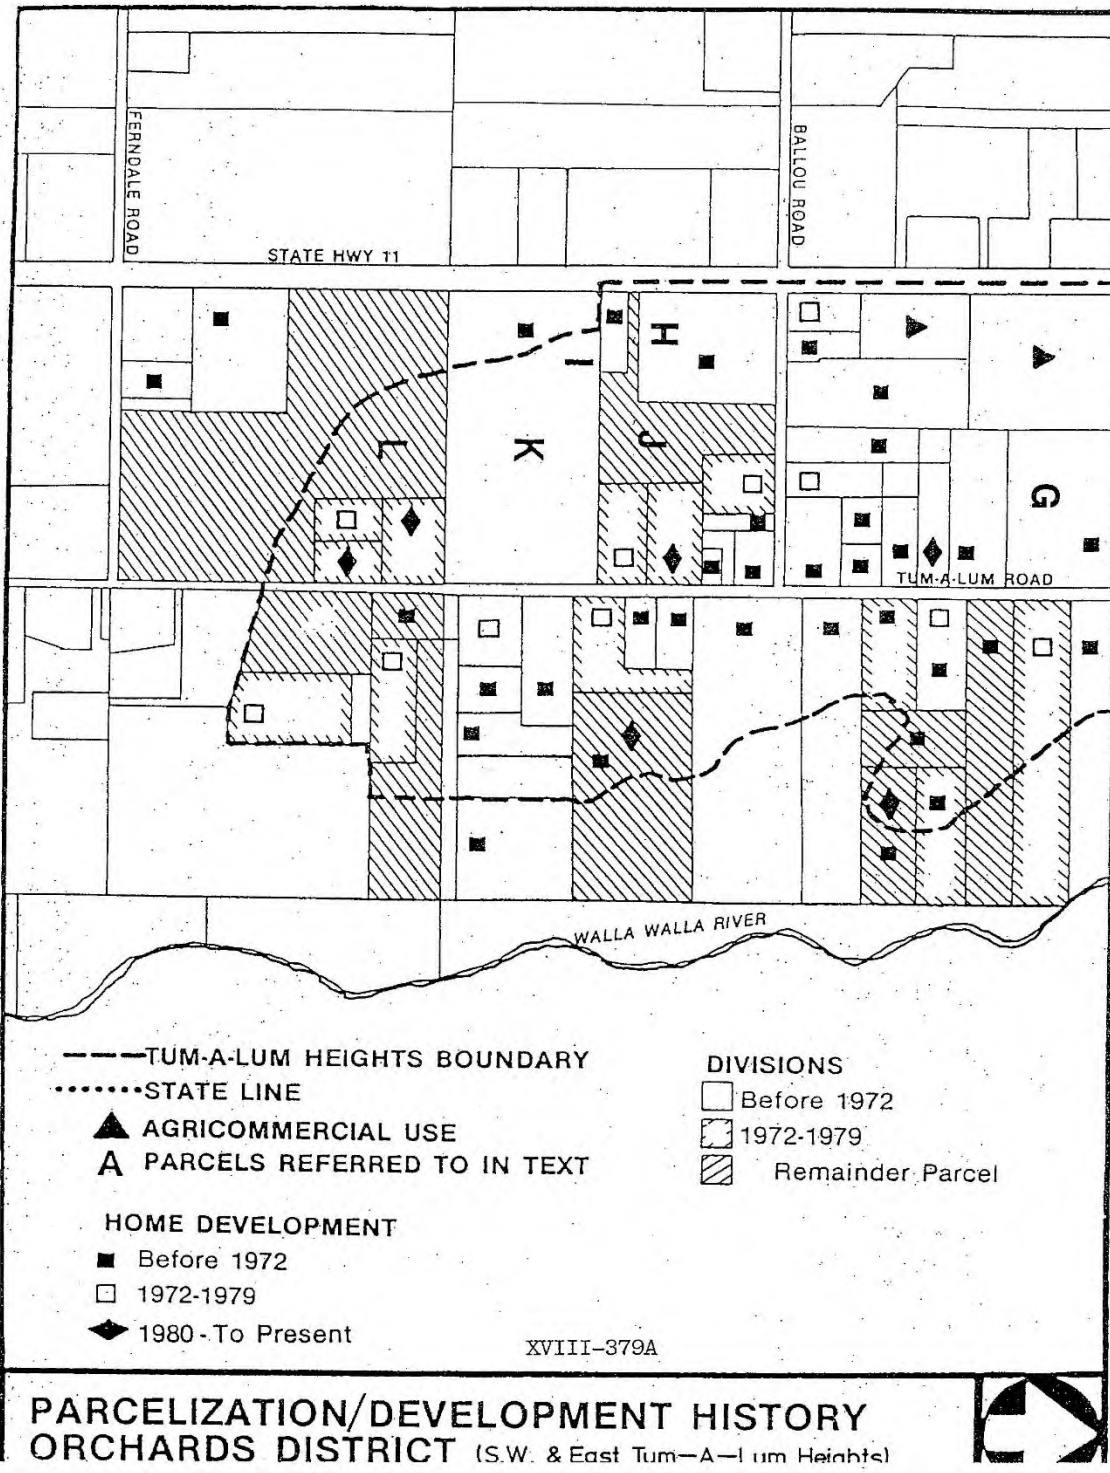 FERNDALE ROAD
BALLOU ROAD
STATE HWY 11
H
I
L
K
J
G
TUM-A-LUM ROAD
WALLA WALLA RIVER
TUM-A-LUM HEIGHTS BOUNDARY
STATE LINE
AGRICOMMERCIAL USE
A PARCELS REFERRED TO IN TEXT
HOME DEVELOPMENT
Before 1972
1972-1979
1980-To Present
DIVISIONS
Before 1972
1972-1979
Remainder Parcel
XVIII-379A
PARCELIZATION/DEVELOPMENT HISTORY
ORCHARDS DISTRICT (S.W. & East Tum-A-Lum Heights)